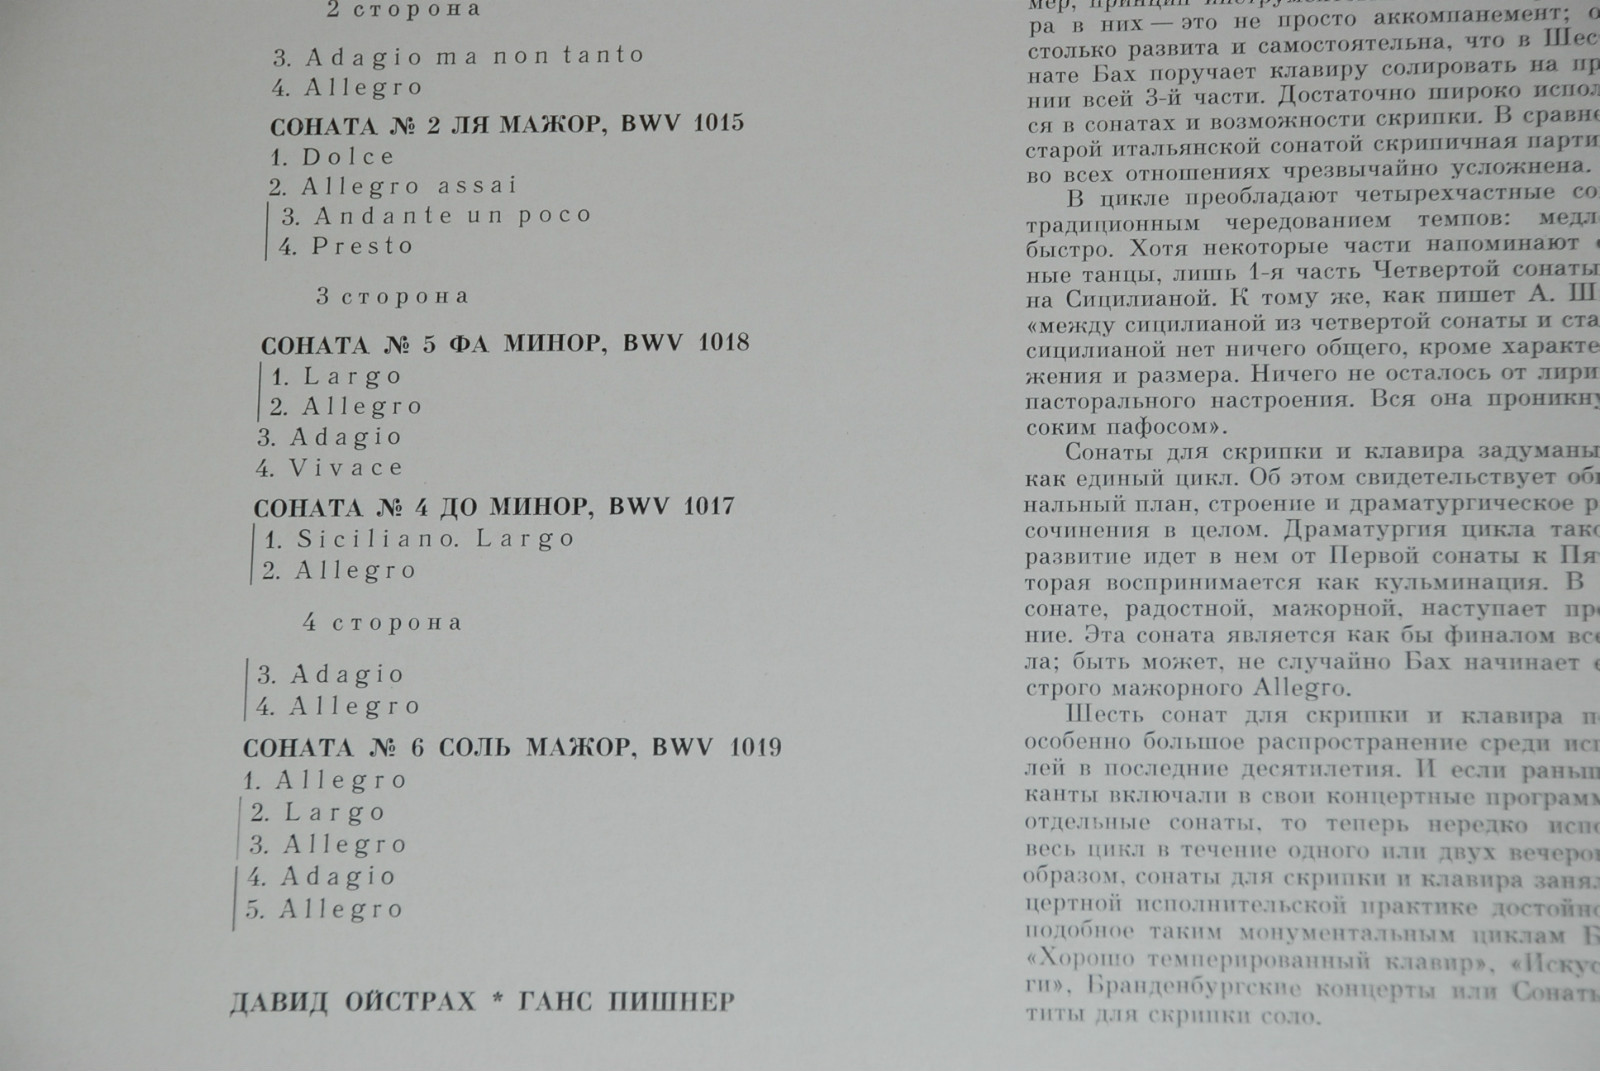 2 сторона
3. Adagio ma non tanto
4. Allegro
СОНАТА № 2 ЛЯ МАЖОР, BWV 1015
1. Dolce
2. Allegro assai
3. Andante un poco
4. Presto
3 сторона
СОНАТА № 5 ФА МИНОР, BWV 1018
1. Largo
2. Allegro
3. Adagio
4. Vivace
СОНАТА № 4 ДО МИНОР, BWV 1017
1. Siciliano. Largo
2. Allegro
4 сторона
3. Adagio
4. Allegro
СОНАТА № 6 СОЛЬ МАЖОР, BWV 1019
1. Allegro
2. Largo
3. Allegro
4. Adagio
5. Allegro
ДАВИД ОЙСТРАХ * ГАНС ПИШНЕР
мер, принцип
ра в них — это не просто аккомпанемент;
столько развита и самостоятельна, что в Шес
нате Бах поручает клавиру солировать на пр
нии всей 3-й части. Достаточно широко испол
ся в сонатах и возможности скрипки. В сравне
старой итальянской сонатой скрипичная парти
во всех отношениях чрезвычайно усложнена.
В цикле преобладают четырехчастные со
традиционным чередованием темпов: медл
быстро. Хотя некоторые части напоминают
ные танцы, лишь 1-я часть Четвертой сонаты
на Сицилианой. К тому же, как пишет А. Ш
«между сицилианой из четвертой сонаты и ста
сицилианой нет ничего общего, кроме характе
жения и размера. Ничего не осталось от лири
пасторального настроения. Вся она проникну
соким пафосом».
Сонаты для скрипки и клавира задуманы
как единый цикл. Об этом свидетельствует об
нальный план, строение и драматургическое р
сочинения в целом. Драматургия цикла тако
развитие идет в нем от Первой сонаты к Пя
торая воспринимается как кульминация. В
сонате, радостной, мажорной, наступает пр
ние. Эта соната является как бы финалом все
ла; быть может, не случайно Бах начинает
строго мажорного Allegro.
Шесть сонат для скрипки и клавира п
особенно большое распространение среди исп
лей в последние десятилетия. И если раньш
канты включали в свои концертные программ
отдельные сонаты, то теперь нередко испо
весь цикл в течение одного или двух вечеров
образом, сонаты для скрипки и клавира занял
цертной исполнительской практике достойно
подобное таким монументальным циклам Б
«Хорошо темперированный клавир», «Искус
ги», Бранденбургские концерты или Сонаты
титы для скрипки соло.